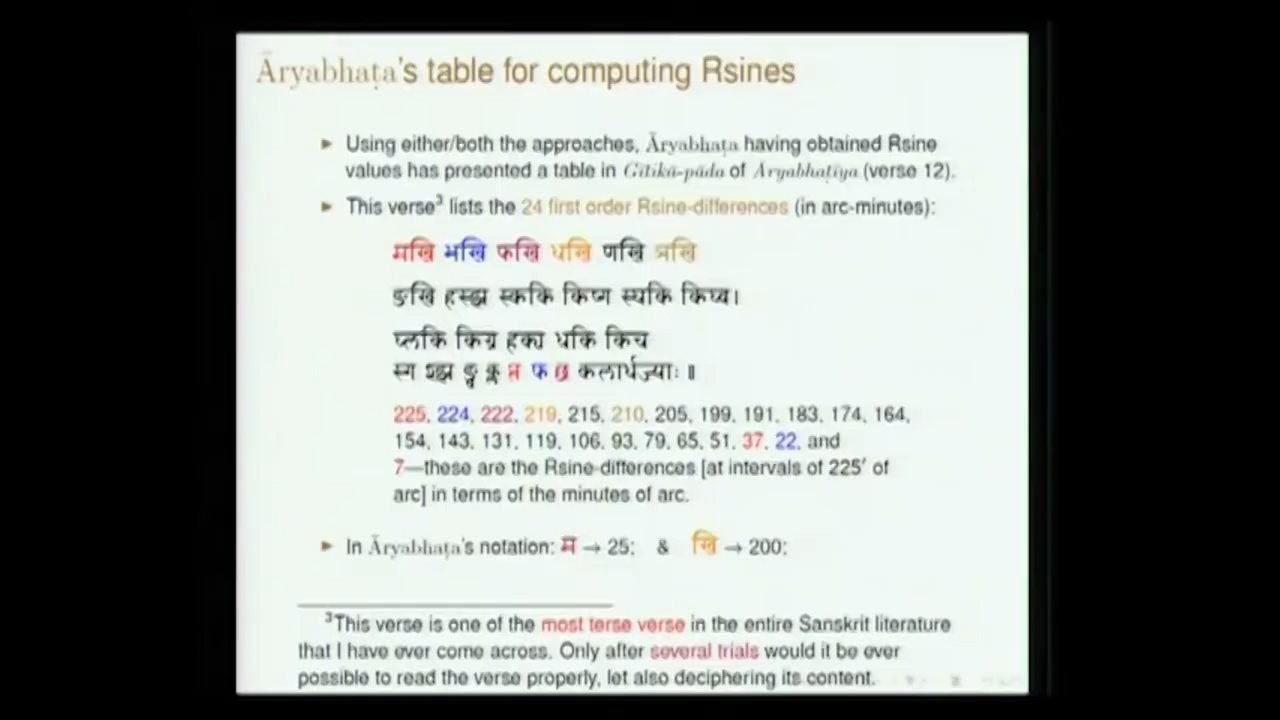 Āryabhaṭa's table for computing Rsines
► Using either/both the approaches, Āryabhaṭa having obtained Rsine
values has presented a table in Gītikā-pāda of Āryabhaṭīya (verse 12).
► This verse³ lists the 24 first order Rsine-differences (in arc-minutes):
मखि भखि फखि धखि णखि ञखि
ङखि हस्झ स्ककि किष्ग स्घकि किघ्व।
घ्लकि किग्र हक्य धकि किच
स्ग श्झ ङ्व क्ल प्त फ छ कलार्धज्याः॥
225, 224, 222, 219, 215, 210, 205, 199, 191, 183, 174, 164,
154, 143, 131, 119, 106, 93, 79, 65, 51, 37, 22, and
7—these are the Rsine-differences [at intervals of 225′ of
arc] in terms of the minutes of arc.
► In Āryabhaṭa's notation: म → 25; & खि → 200;
³This verse is one of the most terse verse in the entire Sanskrit literature
that I have ever come across. Only after several trials would it be ever
possible to read the verse properly, let also deciphering its content.